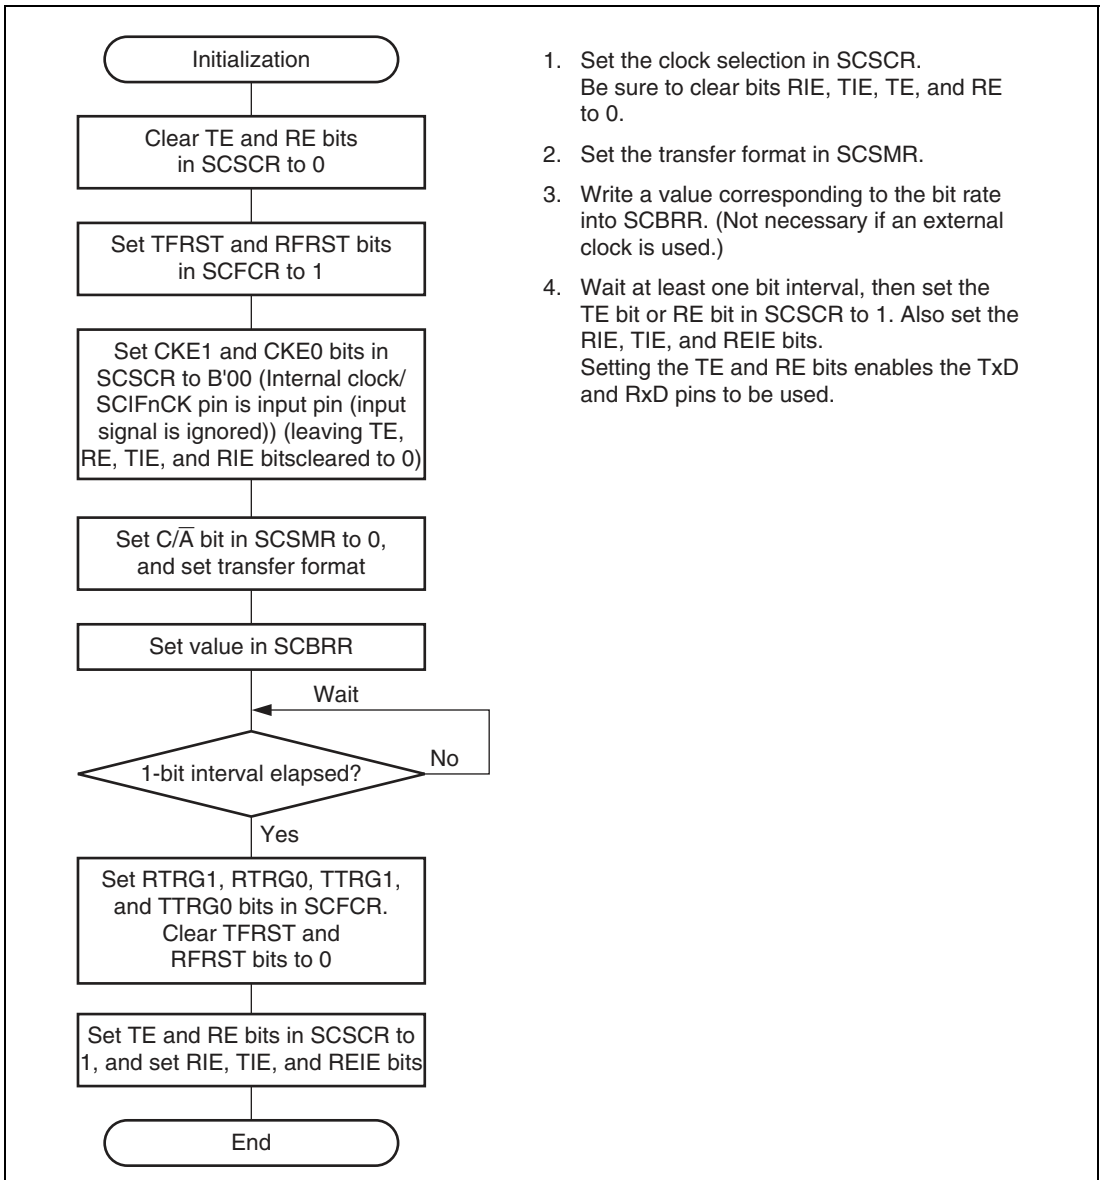 Initialization
Clear TE and RE bits
in SCSCR to 0
Set TFRST and RFRST bits
in SCFCR to 1
Set CKE1 and CKE0 bits in
SCSCR to B'00 (Internal clock/
SCIFnCK pin is input pin (input
signal is ignored)) (leaving TE,
RE, TIE, and RIE bitscleared to 0)
Set C/A̅ bit in SCSMR to 0,
and set transfer format
Set value in SCBRR
Wait
1-bit interval elapsed?
No
Yes
Set RTRG1, RTRG0, TTRG1,
and TTRG0 bits in SCFCR.
Clear TFRST and
RFRST bits to 0
Set TE and RE bits in SCSCR to
1, and set RIE, TIE, and REIE bits
End
1. Set the clock selection in SCSCR.
Be sure to clear bits RIE, TIE, TE, and RE
to 0.
2. Set the transfer format in SCSMR.
3. Write a value corresponding to the bit rate
into SCBRR. (Not necessary if an external
clock is used.)
4. Wait at least one bit interval, then set the
TE bit or RE bit in SCSCR to 1. Also set the
RIE, TIE, and REIE bits.
Setting the TE and RE bits enables the TxD
and RxD pins to be used.